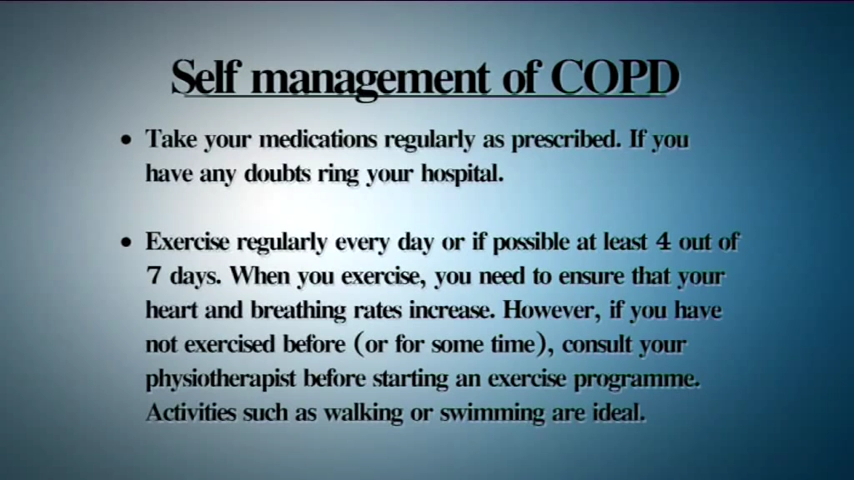 Self management of COPD
• Take your medications regularly as prescribed. If you
have any doubts ring your hospital.
• Exercise regularly every day or if possible at least 4 out of
7 days. When you exercise, you need to ensure that your
heart and breathing rates increase. However, if you have
not exercised before (or for some time), consult your
physiotherapist before starting an exercise programme.
Activities such as walking or swimming are ideal.